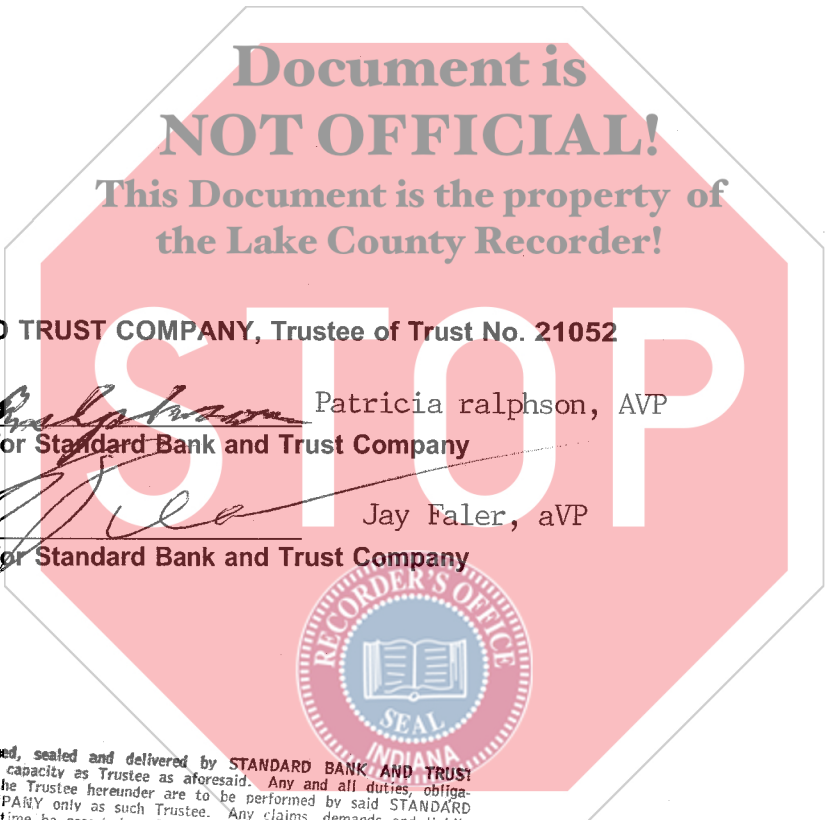 Document is
NOT OFFICIAL!
This Document is the property of
the Lake County Recorder!
STOP
TRUST COMPANY, Trustee of Trust No. 21052
Patricia ralphson, AVP
or Standard Bank and Trust Company
Jay Faler, aVP
or Standard Bank and Trust Company
RECORDER'S OFFICE
SEAL
INDIANA
ed, sealed and delivered by STANDARD BANK AND TRUST
capacity as Trustee as aforesaid. Any and all duties, obliga-
he Trustee hereunder are to be performed by said STANDARD
PANY only as such Trustee. Any claims, demands and